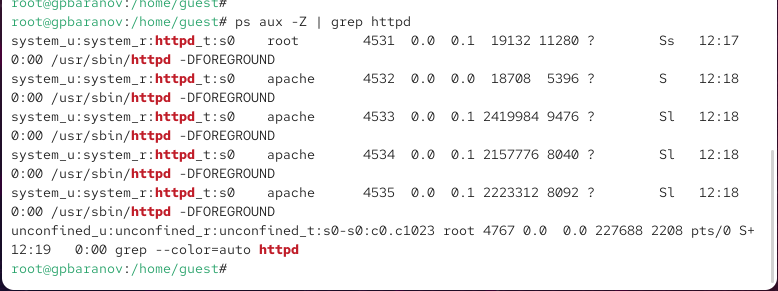 root@gpbaranov:/home/guest#
root@gpbaranov:/home/guest# ps aux -Z | grep httpd
system_u:system_r:httpd_t:s0    root        4531  0.0  0.1  19132 11280 ?        Ss   12:17
0:00 /usr/sbin/httpd -DFOREGROUND
system_u:system_r:httpd_t:s0    apache      4532  0.0  0.0  18708  5396 ?        S    12:18
0:00 /usr/sbin/httpd -DFOREGROUND
system_u:system_r:httpd_t:s0    apache      4533  0.0  0.1 2419984 9476 ?        Sl   12:18
0:00 /usr/sbin/httpd -DFOREGROUND
system_u:system_r:httpd_t:s0    apache      4534  0.0  0.1 2157776 8040 ?        Sl   12:18
0:00 /usr/sbin/httpd -DFOREGROUND
system_u:system_r:httpd_t:s0    apache      4535  0.0  0.1 2223312 8092 ?        Sl   12:18
0:00 /usr/sbin/httpd -DFOREGROUND
unconfined_u:unconfined_r:unconfined_t:s0-s0:c0.c1023 root 4767 0.0  0.0 227688 2208 pts/0 S+
12:19   0:00 grep --color=auto httpd
root@gpbaranov:/home/guest#